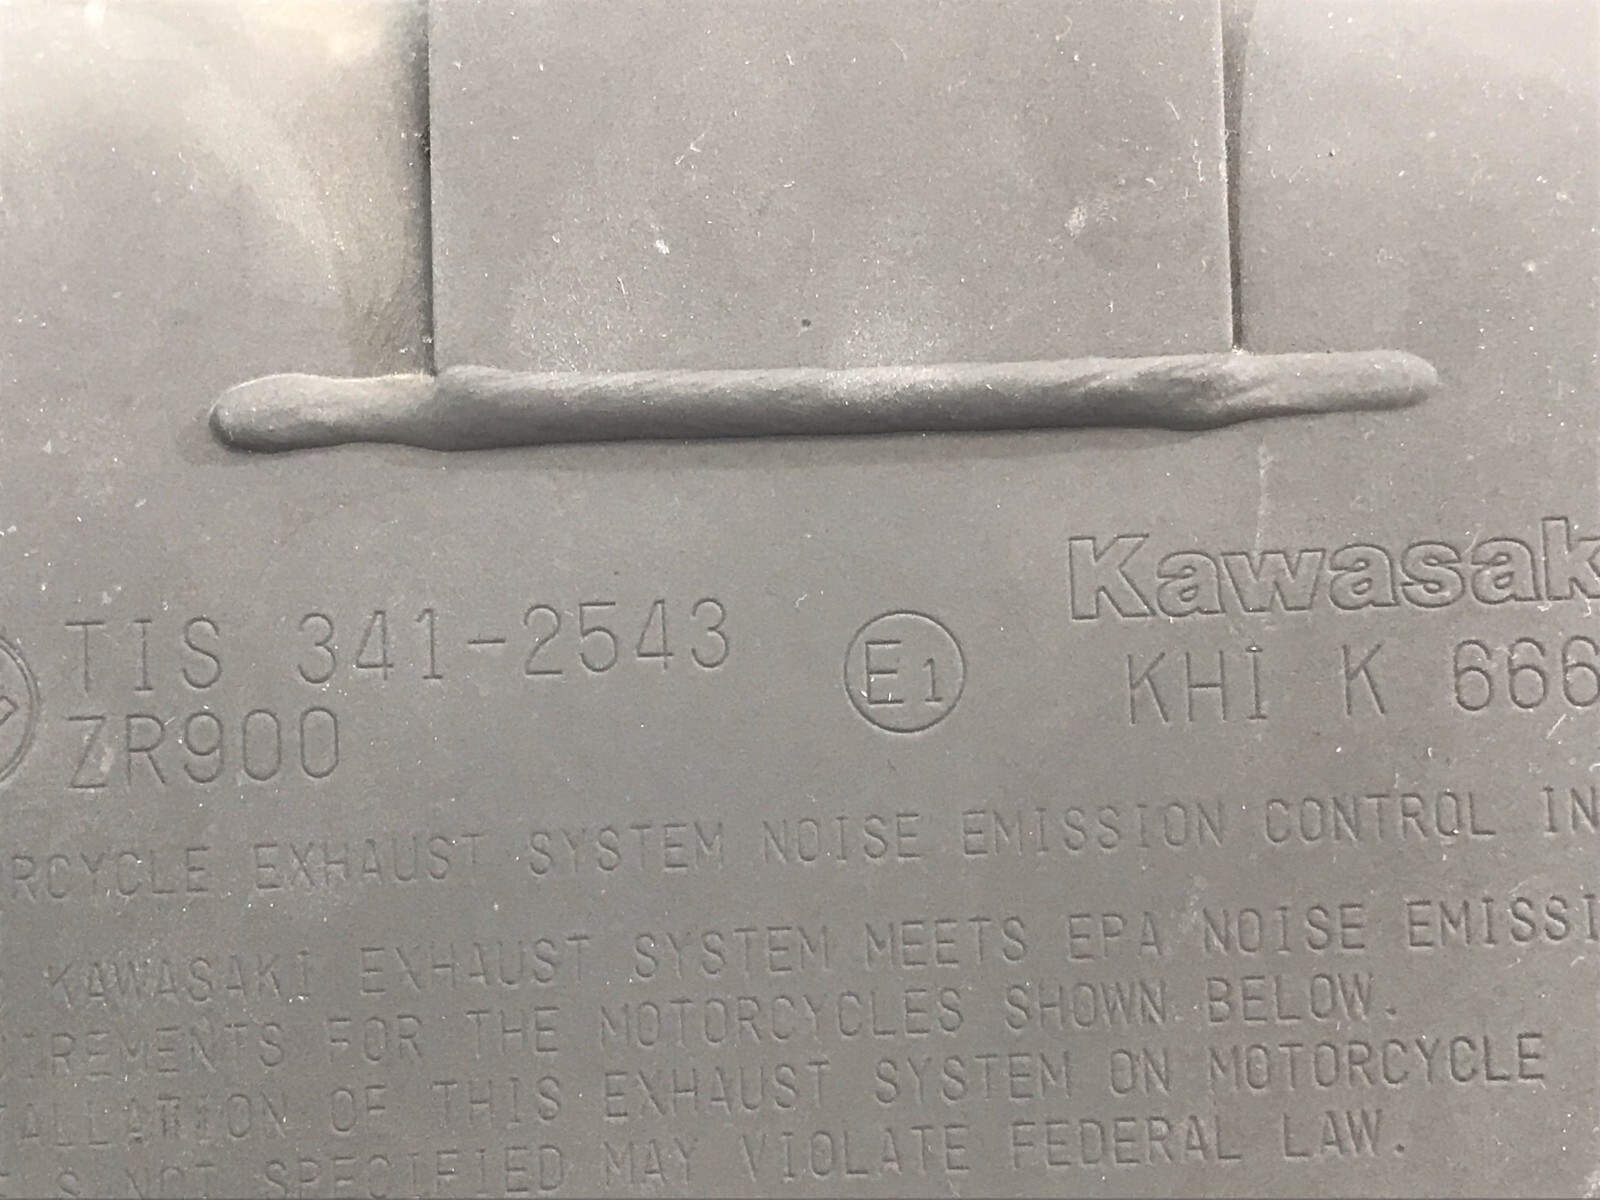 Kawasak
TIS 341-2543 E1 KHI K 666
ZR900
RCYCLE EXHAUST SYSTEM NOISE EMISSION CONTROL IN
KAWASAKI EXHAUST SYSTEM MEETS EPA NOISE EMISSI
IREMENTS FOR THE MOTORCYCLES SHOWN BELOW.
ALLATION OF THIS EXHAUST SYSTEM ON MOTORCYCLE
S NOT SPECIFIED MAY VIOLATE FEDERAL LAW.